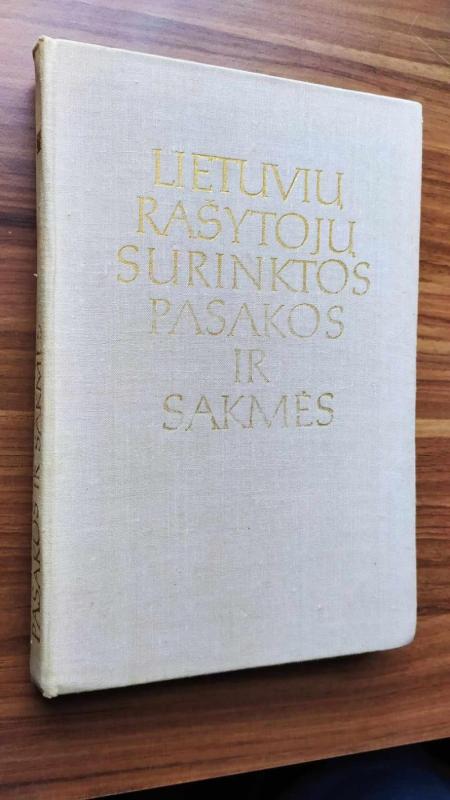 LIETUVIŲ
RAŠYTOJŲ
SURINKTOS
PASAKOS
IR
SAKMĖS
PASAKOS IR SAKMĖS